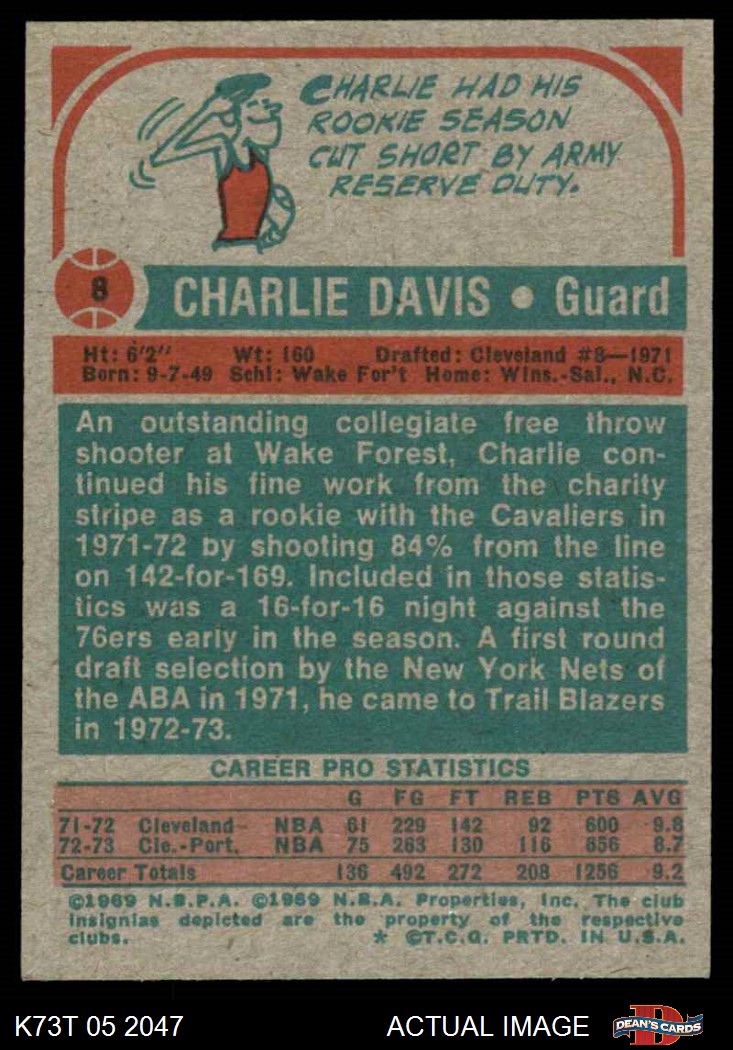 CHARLIE HAD HIS
ROOKIE SEASON
CUT SHORT BY ARMY
RESERVE DUTY.
8
CHARLIE DAVIS • Guard
Ht: 6'2" Wt: 160 Drafted: Cleveland #8—1971
Born: 9-7-49 Schl: Wake For't Home: Wins.-Sal., N.C.
An outstanding collegiate free throw
shooter at Wake Forest, Charlie con-
tinued his fine work from the charity
stripe as a rookie with the Cavaliers in
1971-72 by shooting 84% from the line
on 142-for-169. Included in those statis-
tics was a 16-for-16 night against the
76ers early in the season. A first round
draft selection by the New York Nets of
the ABA in 1971, he came to Trail Blazers
in 1972-73.
CAREER PRO STATISTICS
G FG FT REB PTS AVG
71-72 Cleveland NBA 61 229 142 92 600 9.8
72-73 Cle.-Port. NBA 75 263 130 116 656 8.7
Career Totals 136 492 272 208 1256 9.2
©1969 N.B.P.A. ©1969 N.B.A. Properties, Inc. The club
insignias depicted are the property of the respective
clubs. * ©T.C.G. PRTD. IN U.S.A.
K73T 05 2047 ACTUAL IMAGE
D
DEAN'S CARDS